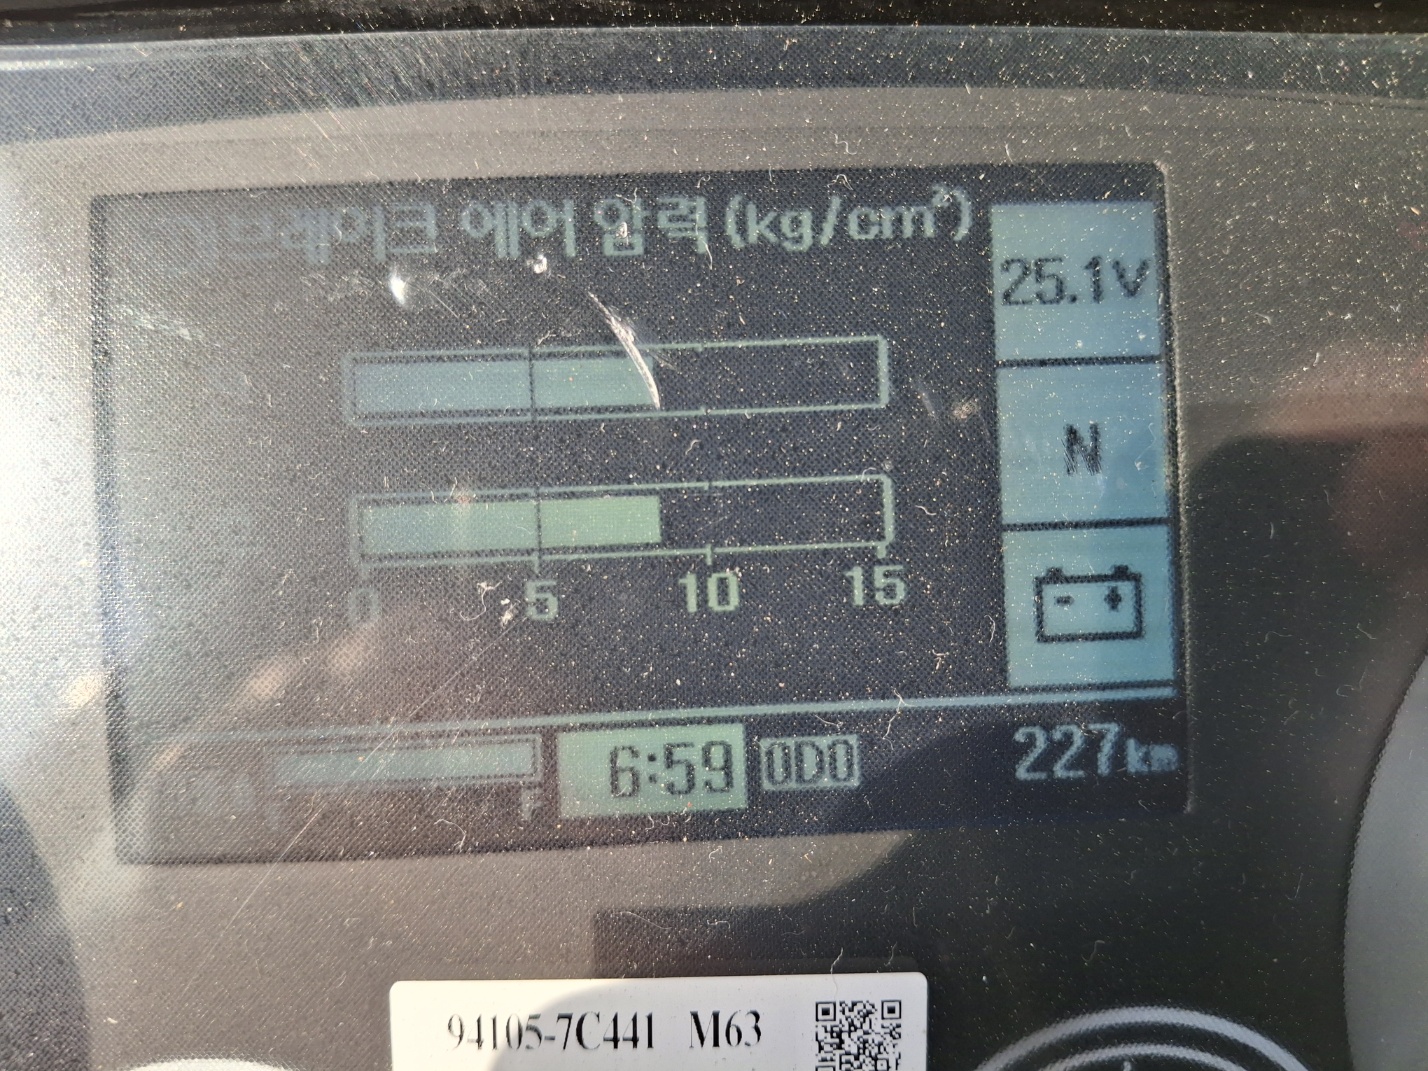 브레이크 에어 압력 (kg/cm²)
25.1V
N
0 5 10 15
- +
F 6:59 ODO 227km
94105-7C441 M63